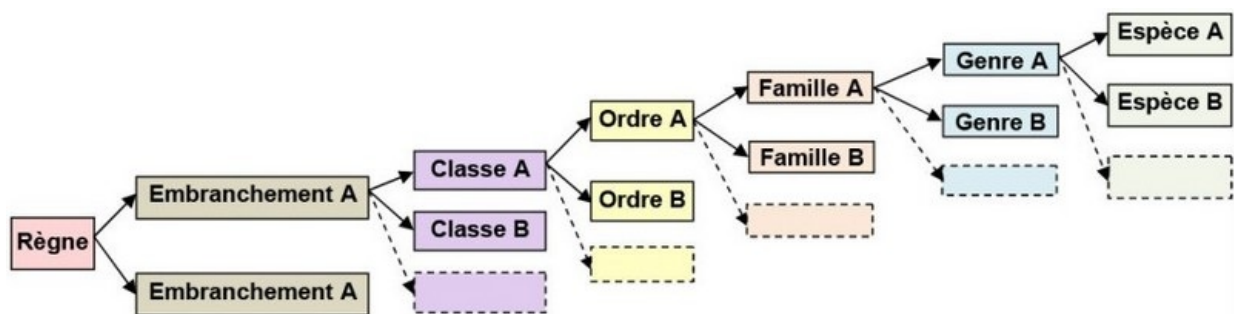 Règne
Embranchement A
Embranchement A
Classe A
Classe B
Ordre A
Ordre B
Famille A
Famille B
Genre A
Genre B
Espèce A
Espèce B